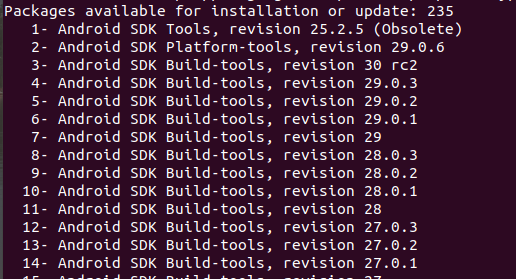 Packages available for installation or update: 235
1- Android SDK Tools, revision 25.2.5 (Obsolete)
2- Android SDK Platform-tools, revision 29.0.6
3- Android SDK Build-tools, revision 30 rc2
4- Android SDK Build-tools, revision 29.0.3
5- Android SDK Build-tools, revision 29.0.2
6- Android SDK Build-tools, revision 29.0.1
7- Android SDK Build-tools, revision 29
8- Android SDK Build-tools, revision 28.0.3
9- Android SDK Build-tools, revision 28.0.2
10- Android SDK Build-tools, revision 28.0.1
11- Android SDK Build-tools, revision 28
12- Android SDK Build-tools, revision 27.0.3
13- Android SDK Build-tools, revision 27.0.2
14- Android SDK Build-tools, revision 27.0.1